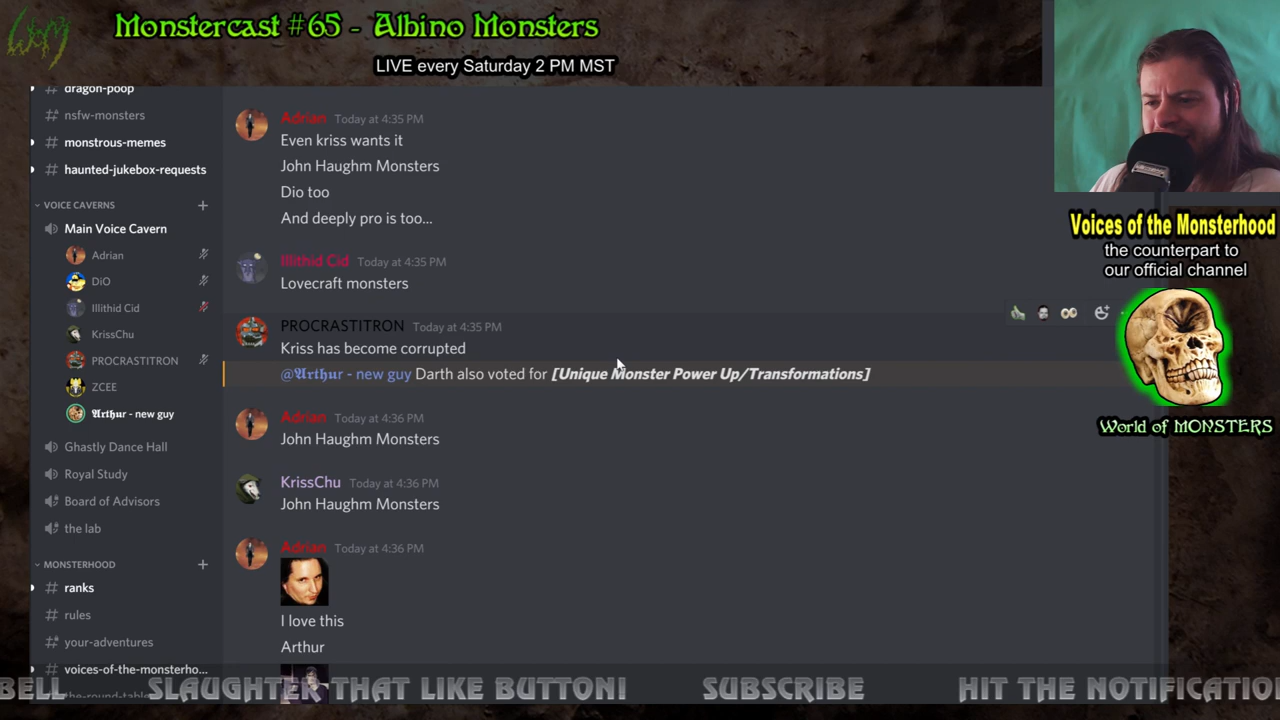 WoM
Monstercast #65 - Albino Monsters
LIVE every Saturday 2 PM MST
# dragon-poop
# nsfw-monsters
# monstrous-memes
# haunted-jukebox-requests
VOICE CAVERNS +
Main Voice Cavern
Adrian
DiO
Illithid Cid
KrissChu
PROCRASTITRON
ZCEE
𝕬𝖗𝖙𝖍𝖚𝖗 - new guy
Ghastly Dance Hall
Royal Study
Board of Advisors
the lab
MONSTERHOOD +
# ranks
# rules
# your-adventures
# voices-of-the-monsterho...
# the-round-table
Adrian Today at 4:35 PM
Even kriss wants it
John Haughm Monsters
Dio too
And deeply pro is too...
Illithid Cid Today at 4:35 PM
Lovecraft monsters
PROCRASTITRON Today at 4:35 PM
Kriss has become corrupted
@𝕬𝖗𝖙𝖍𝖚𝖗 - new guy Darth also voted for [Unique Monster Power Up/Transformations]
Adrian Today at 4:36 PM
John Haughm Monsters
KrissChu Today at 4:36 PM
John Haughm Monsters
Adrian Today at 4:36 PM
I love this
Arthur
Voices of the Monsterhood
the counterpart to
our official channel
World of MONSTERS
BELL SLAUGHTER THAT LIKE BUTTON! SUBSCRIBE HIT THE NOTIFICATIO